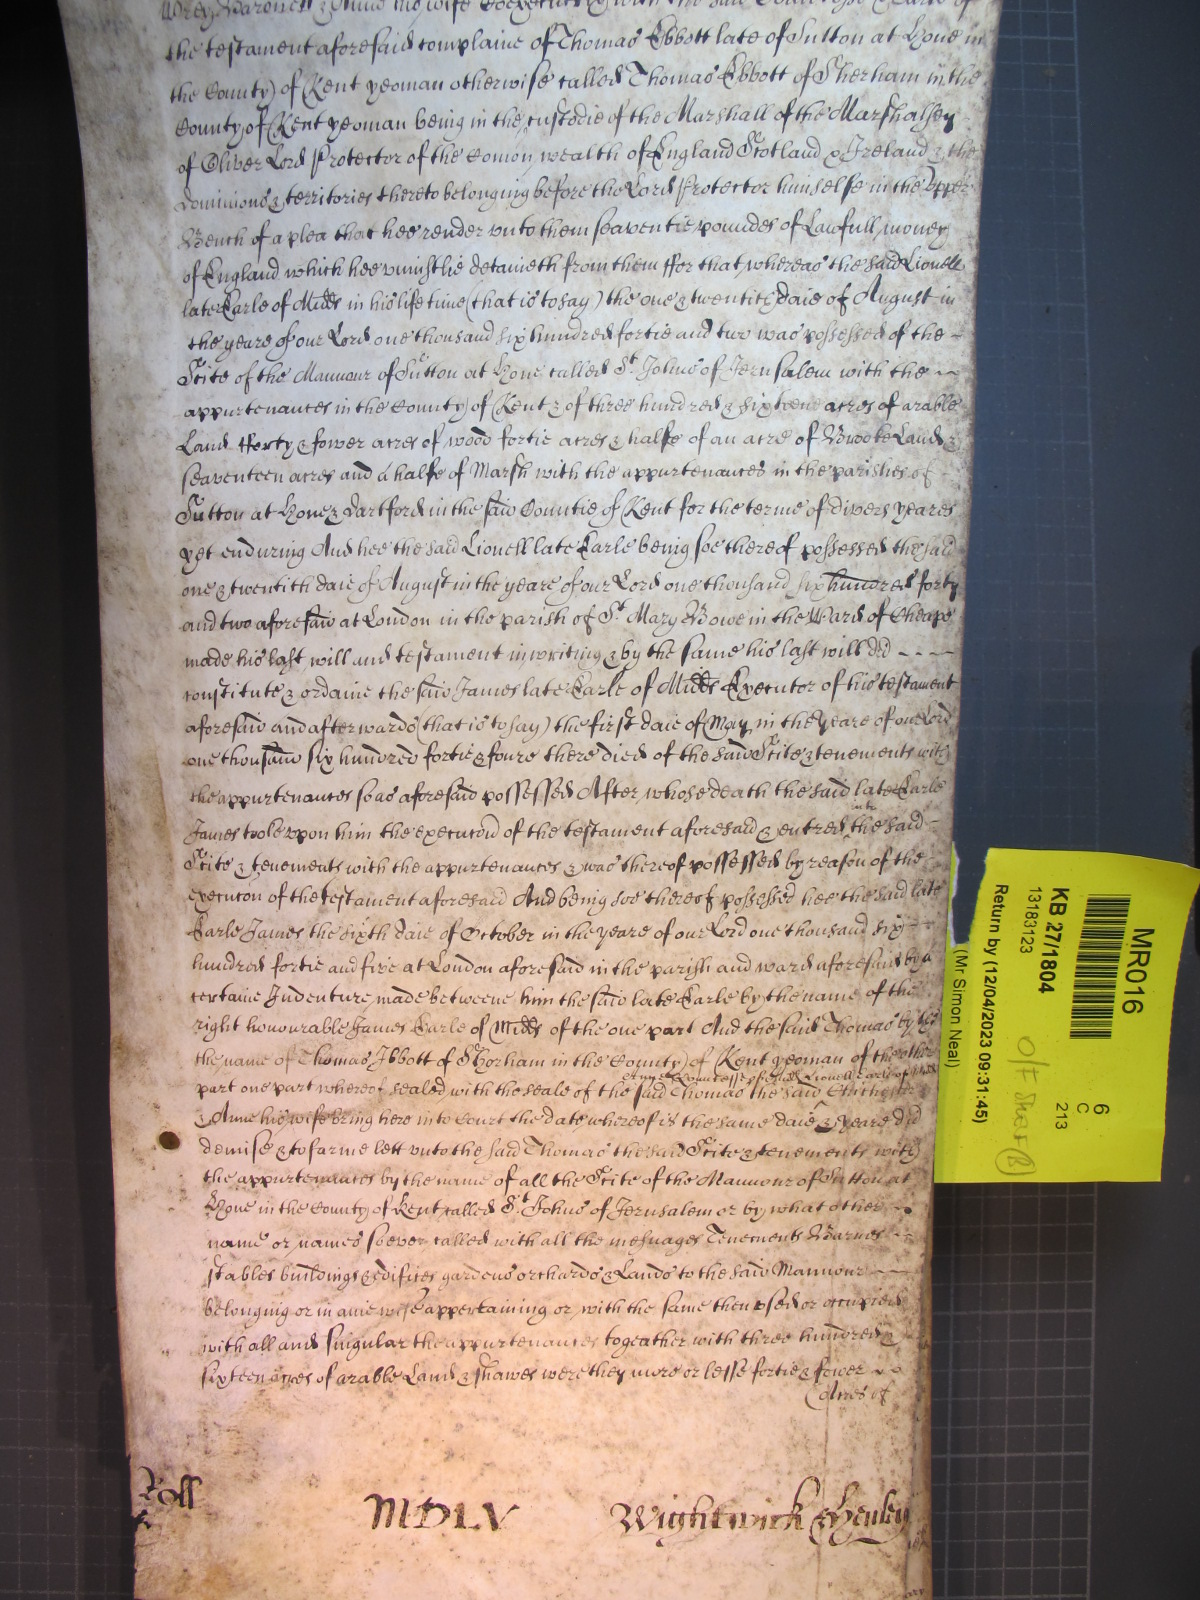 Baronett & Anne his wife Coexecutors with the said Earle of
the testament aforesaid complaine of Thomas Ebbott late of Sutton at Hone in
the County of Kent yeoman otherwise called Thomas Ebbott of Shorham in the
County of Kent yeoman being in the custodie of the Marshall of the Marshalsey
of Oliver Lord Protector of the Comon wealth of England Scotland & Ireland & the
dominions & territories thereto belonging before the Lord Protector himselfe in the Upper
Bench of a plea that hee render unto them seaventie poundes of Lawfull money
of England which hee uniustlie detaineth from them ffor that whereas the said Lionell
late Earle of Midds in his life time (that is to say) the one & twentith daie of August in
the yeare of our Lord one thousand six hundred fortie and two was possessed of the
Scite of the Mannour of Sutton at Hone called St. Johns of Jerusalem with the
appurtenances in the County of Kent & of three hundred & sixteene acres of arable
Land fforty & fower acres of wood fortie acres & halfe of an acre of Brooke Land &
seaventeen acres and a halfe of Marsh with the appurtenances in the parishes of
Sutton at Hone & Dartford in the said Countie of Kent for the terme of divers yeares
yet enduring And hee the said Lionell late Earle being soe thereof possessed the said
one & twentith daie of August in the yeare of our Lord one thousand six hundred forty
and two aforesaid at London in the parish of St. Mary Bowe in the Ward of Cheape
made his last will and testament in writing & by the same his last will did - - - -
constitute & ordaine the said James late Earle of Midds Executor of his testament
aforesaid and afterwards (that is to say) the first daie of May in the yeare of our Lord
one thousand six hundred fortie & foure there died of the said Scite & tenements with
the appurtenances so as aforesaid possessed After whose death the said late Earle
James tooke vpon him the execucon of the testament aforesaid & entred into the said
Scite & tenements with the appurtenances & was thereof possessed by reason of the
execucon of the testament aforesaid And being soe thereof possessed hee the said late
Earle James the sixth daie of October in the yeare of our Lord one thousand six
hundred fortie and five at London aforesaid in the parish and ward aforesaid by a
certaine Indenture made betweene him the said late Earle by the name of the
right honourable James Earle of Midds of the one part And the said Thomas by the
the name of Thomas Ibbott of Shorham in the County of Kent yeoman of the other
part one part whereof sealed with the seale of the said Thomas the said
& Anne his wife being here into Court the date whereof is the same daie & yeare did
demise & to farme lett unto the said Thomas the said Scite & tenements with
the appurtenances by the name of all the Scite of the Mannour of Sutton at
Hone in the County of Kent called St. Johns of Jerusalem or by what other
name or names soever called with all the mesuages Tenements Barnes
stables buildings edifices gardens orchards & Lands to the said Mannour
belonging or in anie wise appertaining or with the same then used or occupied
with all and singular the appurtenances togeather with three hundred &
sixteen acres of arable Land & shawes were they more or lesse fortie & fower
Acres of
Roll
MDLV
Wightwick & Henley
MR016
KB 27/1804
13183123
Return by (12/04/2023 09:31:45)
(Mr Simon Neal)
6
C
213